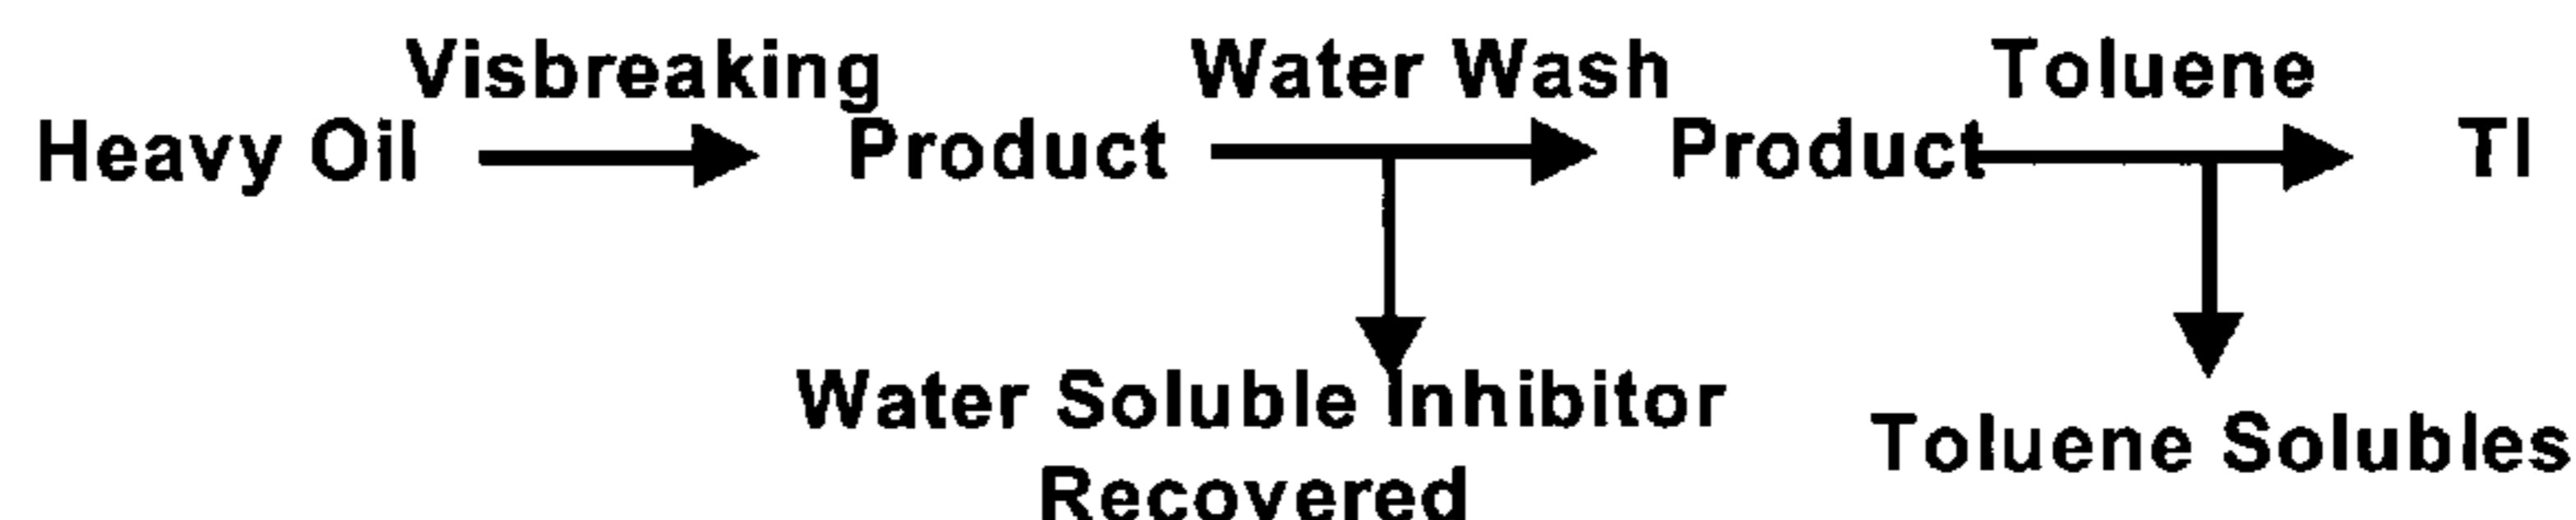 Visbreaking Water Wash Toluene
Heavy Oil Product Product TI
Water Soluble Inhibitor
Recovered
Toluene Solubles